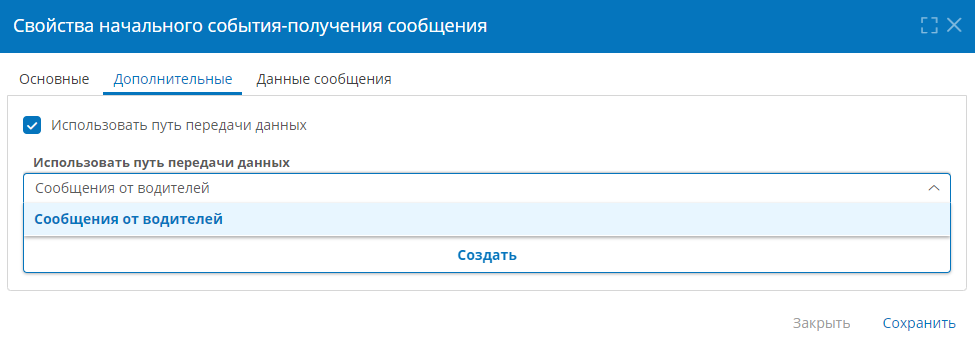 Свойства начального события-получения сообщения
Основные Дополнительные Данные сообщения
Использовать путь передачи данных
Использовать путь передачи данных
Сообщения от водителей
Сообщения от водителей
Создать
Закрыть Сохранить